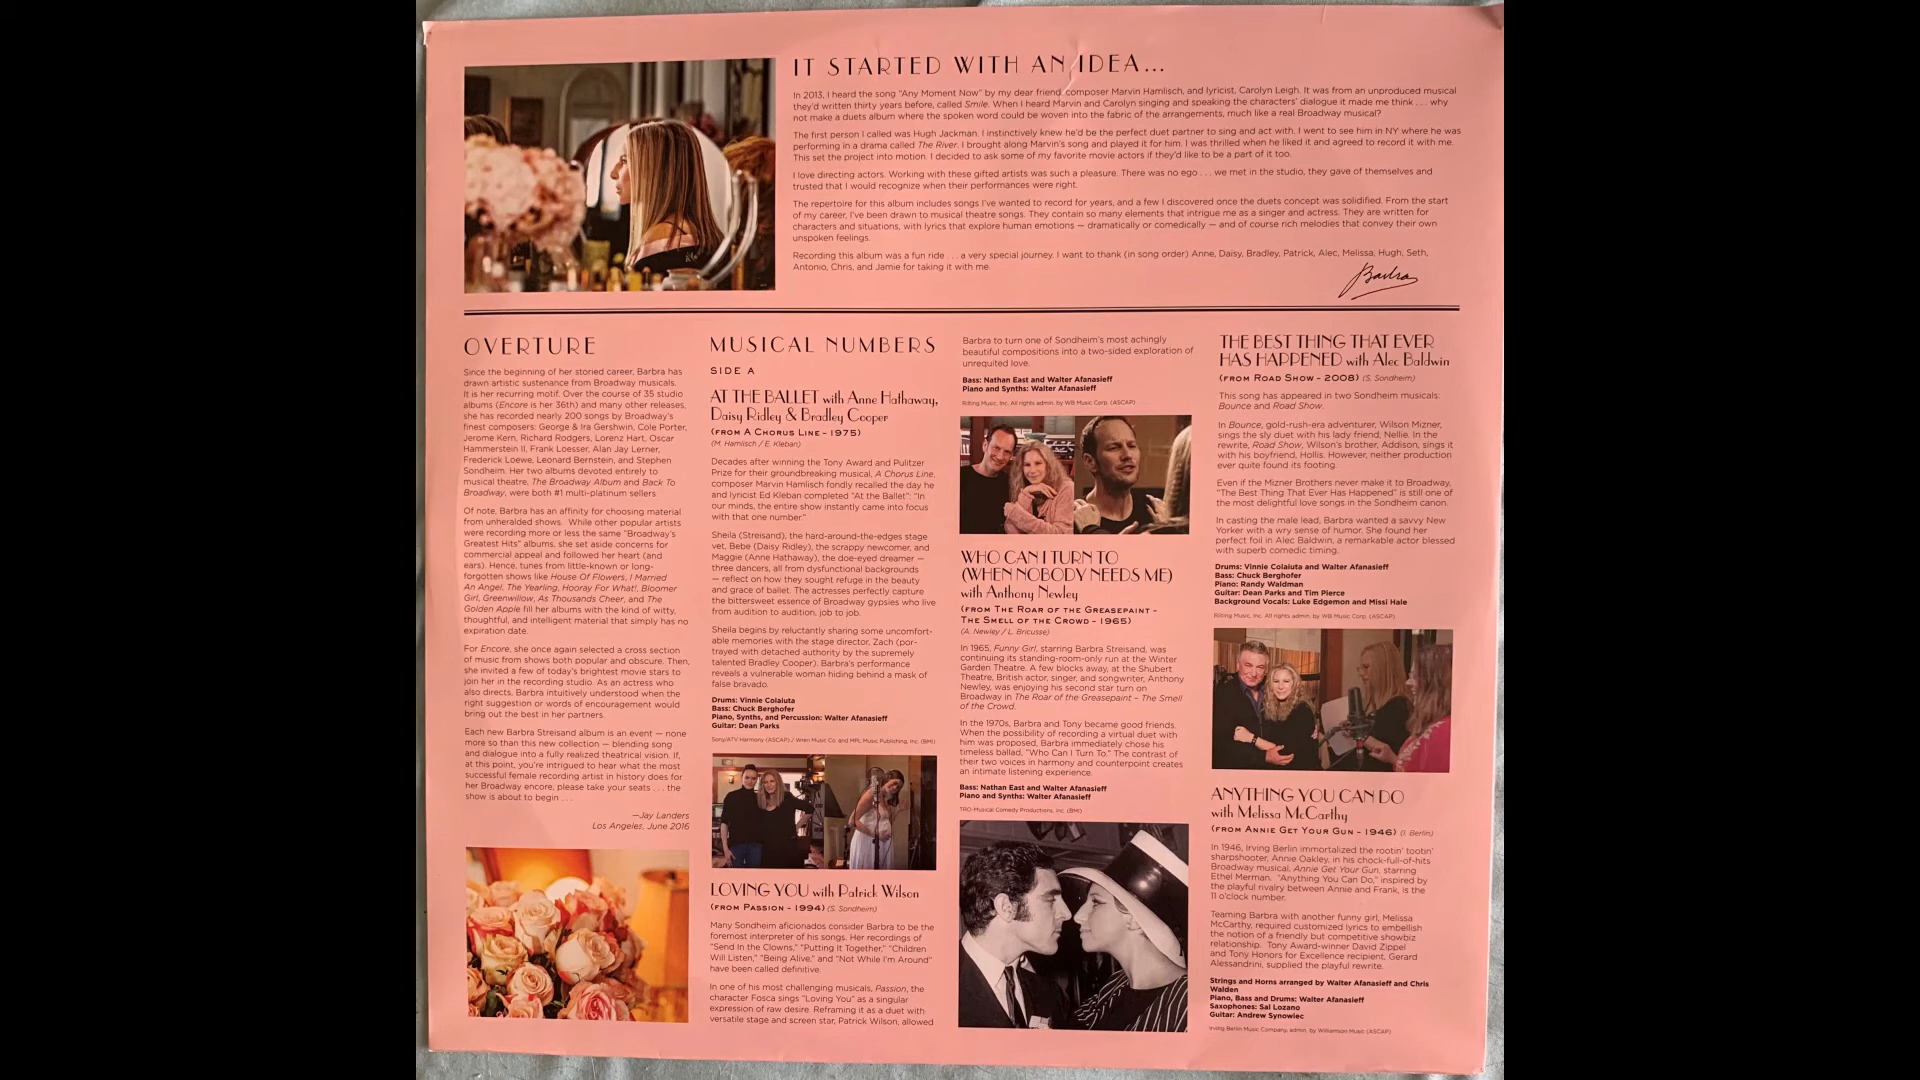 IT STARTED WITH AN IDEA...
In 2013, I heard the song "Any Moment Now" by my dear friend, composer Marvin Hamlisch, and lyricist, Carolyn Leigh. It was from an unproduced musical
they'd written thirty years before, called Smile. When I heard Marvin and Carolyn singing and speaking the characters' dialogue it made me think . . . why
not make a duets album where the spoken word could be woven into the fabric of the arrangements, much like a real Broadway musical?
The first person I called was Hugh Jackman. I instinctively knew he'd be the perfect duet partner to sing and act with. I went to see him in NY where he was
performing in a drama called The River. I brought along Marvin's song and played it for him. I was thrilled when he liked it and agreed to record it with me.
This set the project into motion. I decided to ask some of my favorite movie actors if they'd like to be a part of it too.
I love directing actors. Working with these gifted artists was such a pleasure. There was no ego . . . we met in the studio, they gave of themselves and
trusted that I would recognize when their performances were right.
The repertoire for this album includes songs I've wanted to record for years, and a few I discovered once the duets concept was solidified. From the start
of my career, I've been drawn to musical theatre songs. They contain so many elements that intrigue me as a singer and actress. They are written for
characters and situations, with lyrics that explore human emotions — dramatically or comedically — and of course rich melodies that convey their own
unspoken feelings.
Recording this album was a fun ride . . . a very special journey. I want to thank (in song order) Anne, Daisy, Bradley, Patrick, Alec, Melissa, Hugh, Seth,
Antonio, Chris, and Jamie for taking it with me.
Barbra
OVERTURE
Since the beginning of her storied career, Barbra has
drawn artistic sustenance from Broadway musicals.
It is her recurring motif. Over the course of 35 studio
albums (Encore is her 36th) and many other releases,
she has recorded nearly 200 songs by Broadway's
finest composers: George & Ira Gershwin, Cole Porter,
Jerome Kern, Richard Rodgers, Lorenz Hart, Oscar
Hammerstein II, Frank Loesser, Alan Jay Lerner,
Frederick Loewe, Leonard Bernstein, and Stephen
Sondheim. Her two albums devoted entirely to
musical theatre, The Broadway Album and Back To
Broadway, were both #1 multi-platinum sellers
Of note, Barbra has an affinity for choosing material
from unheralded shows. While other popular artists
were recording more or less the same "Broadway's
Greatest Hits" albums, she set aside concerns for
commercial appeal and followed her heart (and
ears). Hence, tunes from little-known or long-
forgotten shows like House Of Flowers, I Married
An Angel, The Yearling, Hooray For What!, Bloomer
Girl, Greenwillow, As Thousands Cheer, and The
Golden Apple fill her albums with the kind of witty,
thoughtful, and intelligent material that simply has no
expiration date.
For Encore, she once again selected a cross section
of music from shows both popular and obscure. Then,
she invited a few of today's brightest movie stars to
join her in the recording studio. As an actress who
also directs, Barbra intuitively understood when the
right suggestion or words of encouragement would
bring out the best in her partners.
Each new Barbra Streisand album is an event — none
more so than this new collection — blending song
and dialogue into a fully realized theatrical vision. If,
at this point, you're intrigued to hear what the most
successful female recording artist in history does for
her Broadway encore, please take your seats . . . the
show is about to begin . . .
—Jay Landers
Los Angeles, June 2016
MUSICAL NUMBERS
SIDE A
AT THE BALLET with Anne Hathaway,
Daisy Ridley & Bradley Cooper
(FROM A CHORUS LINE - 1975)
(M. Hamlisch / E. Kleban)
Decades after winning the Tony Award and Pulitzer
Prize for their groundbreaking musical, A Chorus Line,
composer Marvin Hamlisch fondly recalled the day he
and lyricist Ed Kleban completed "At the Ballet": "In
our minds, the entire show instantly came into focus
with that one number."
Sheila (Streisand), the hard-around-the-edges stage
vet, Bebe (Daisy Ridley), the scrappy newcomer, and
Maggie (Anne Hathaway), the doe-eyed dreamer —
three dancers, all from dysfunctional backgrounds
— reflect on how they sought refuge in the beauty
and grace of ballet. The actresses perfectly capture
the bittersweet essence of Broadway gypsies who live
from audition to audition, job to job.
Sheila begins by reluctantly sharing some uncomfort-
able memories with the stage director, Zach (por-
trayed with detached authority by the supremely
talented Bradley Cooper). Barbra's performance
reveals a vulnerable woman hiding behind a mask of
false bravado.
Drums: Vinnie Colaiuta
Bass: Chuck Berghofer
Piano, Synths, and Percussion: Walter Afanasieff
Guitar: Dean Parks
Sony/ATV Harmony (ASCAP) / Wren Music Co. and MPL Music Publishing, Inc. (BMI)
LOVING YOU with Patrick Wilson
(FROM PASSION - 1994) (S. Sondheim)
Many Sondheim aficionados consider Barbra to be the
foremost interpreter of his songs. Her recordings of
"Send In the Clowns," "Putting It Together," "Children
Will Listen," "Being Alive," and "Not While I'm Around"
have been called definitive.
In one of his most challenging musicals, Passion, the
character Fosca sings "Loving You" as a singular
expression of raw desire. Reframing it as a duet with
versatile stage and screen star, Patrick Wilson, allowed
Barbra to turn one of Sondheim's most achingly
beautiful compositions into a two-sided exploration of
unrequited love.
Bass: Nathan East and Walter Afanasieff
Piano and Synths: Walter Afanasieff
Rilting Music, Inc. All rights admin. by WB Music Corp. (ASCAP)
WHO CAN I TURN TO
(WHEN NOBODY NEEDS ME)
with Anthony Newley
(FROM THE ROAR OF THE GREASEPAINT -
THE SMELL OF THE CROWD - 1965)
(A. Newley / L. Bricusse)
In 1965, Funny Girl, starring Barbra Streisand, was
continuing its standing-room-only run at the Winter
Garden Theatre. A few blocks away, at the Shubert
Theatre, British actor, singer, and songwriter, Anthony
Newley, was enjoying his second star turn on
Broadway in The Roar of the Greasepaint – The Smell
of the Crowd.
In the 1970s, Barbra and Tony became good friends.
When the possibility of recording a virtual duet with
him was proposed, Barbra immediately chose his
timeless ballad, "Who Can I Turn To." The contrast of
their two voices in harmony and counterpoint creates
an intimate listening experience.
Bass: Nathan East and Walter Afanasieff
Piano and Synths: Walter Afanasieff
TRO-Musical Comedy Productions, Inc. (BMI)
THE BEST THING THAT EVER
HAS HAPPENED with Alec Baldwin
(FROM ROAD SHOW - 2008) (S. Sondheim)
This song has appeared in two Sondheim musicals:
Bounce and Road Show.
In Bounce, gold-rush-era adventurer, Wilson Mizner,
sings the sly duet with his lady friend, Nellie. In the
rewrite, Road Show, Wilson's brother, Addison, sings it
with his boyfriend, Hollis. However, neither production
ever quite found its footing.
Even if the Mizner Brothers never make it to Broadway,
"The Best Thing That Ever Has Happened" is still one of
the most delightful love songs in the Sondheim canon.
In casting the male lead, Barbra wanted a savvy New
Yorker with a wry sense of humor. She found her
perfect foil in Alec Baldwin, a remarkable actor blessed
with superb comedic timing.
Drums: Vinnie Colaiuta and Walter Afanasieff
Bass: Chuck Berghofer
Piano: Randy Waldman
Guitar: Dean Parks and Tim Pierce
Background Vocals: Luke Edgemon and Missi Hale
Rilting Music, Inc. All rights admin. by WB Music Corp. (ASCAP)
ANYTHING YOU CAN DO
with Melissa McCarthy
(FROM ANNIE GET YOUR GUN - 1946) (I. Berlin)
In 1946, Irving Berlin immortalized the rootin' tootin'
sharpshooter, Annie Oakley, in his chock-full-of-hits
Broadway musical, Annie Get Your Gun, starring
Ethel Merman. "Anything You Can Do," inspired by
the playful rivalry between Annie and Frank, is the
11 o'clock number.
Teaming Barbra with another funny girl, Melissa
McCarthy, required customized lyrics to embellish
the notion of a friendly but competitive showbiz
relationship. Tony Award-winner David Zippel
and Tony Honors for Excellence recipient, Gerard
Alessandrini, supplied the playful rewrite.
Strings and Horns arranged by Walter Afanasieff and Chris
Walden
Piano, Bass and Drums: Walter Afanasieff
Saxophones: Sal Lozano
Guitar: Andrew Synowiec
Irving Berlin Music Company, admin. by Williamson Music (ASCAP)